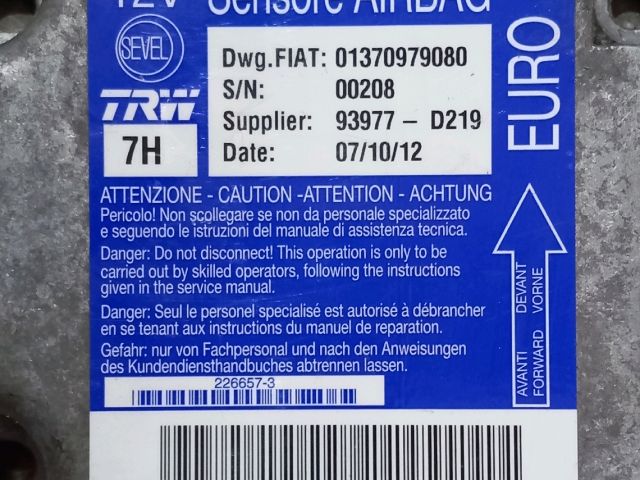 12V Sensore AIRBAG
SEVEL
TRW
7H
Dwg.FIAT: 01370979080
S/N: 00208
Supplier: 93977 - D219
Date: 07/10/12
EURO
ATTENZIONE - CAUTION -ATTENTION - ACHTUNG
Pericolo! Non scollegare se non da personale specializzato
e seguendo le istruzioni del manuale di assistenza tecnica.
Danger: Do not disconnect! This operation is only to be
carried out by skilled operators, following the instructions
given in the service manual.
Danger: Seul le personel specialisé est autorisé à débrancher
en se tenant aux instructions du manuel de reparation.
Gefahr: nur von Fachpersonal und nach den Anweisungen
des Kundendiensthandbuches abtrennen lassen.
AVANTI DEVANT
FORWARD VORNE
226657-3